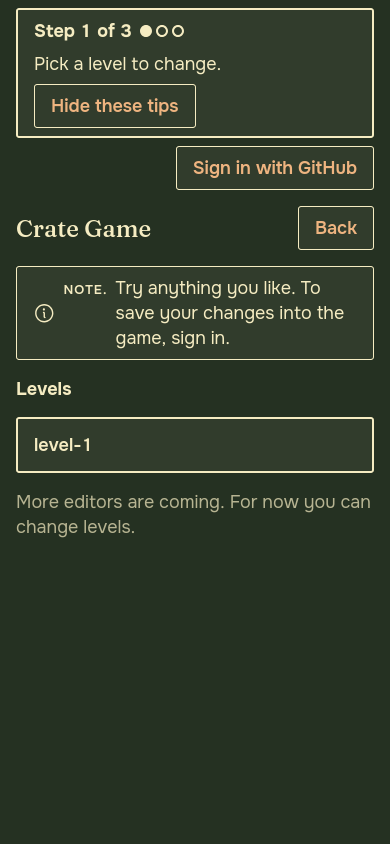 Step 1 of 3
Pick a level to change.
Hide these tips
Sign in with GitHub
Crate Game
Back
NOTE. Try anything you like. To
save your changes into the
game, sign in.
Levels
level-1
More editors are coming. For now you can
change levels.